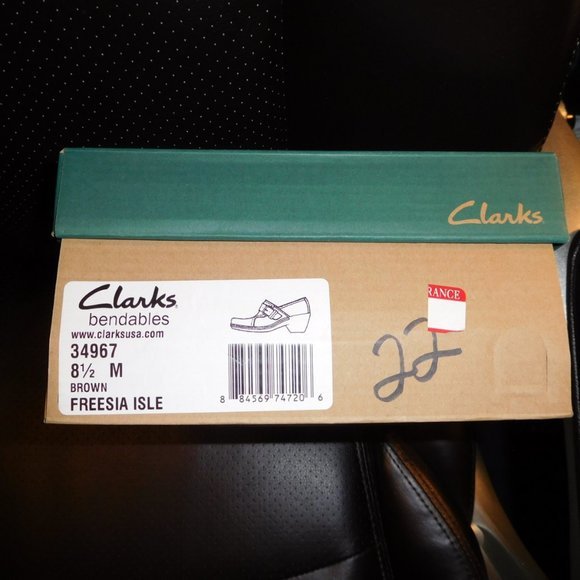 Clarks
Clarks
bendables
www.clarksusa.com
34967
8½ M
BROWN
FREESIA ISLE
8 84569 74720 6
RANCE
22